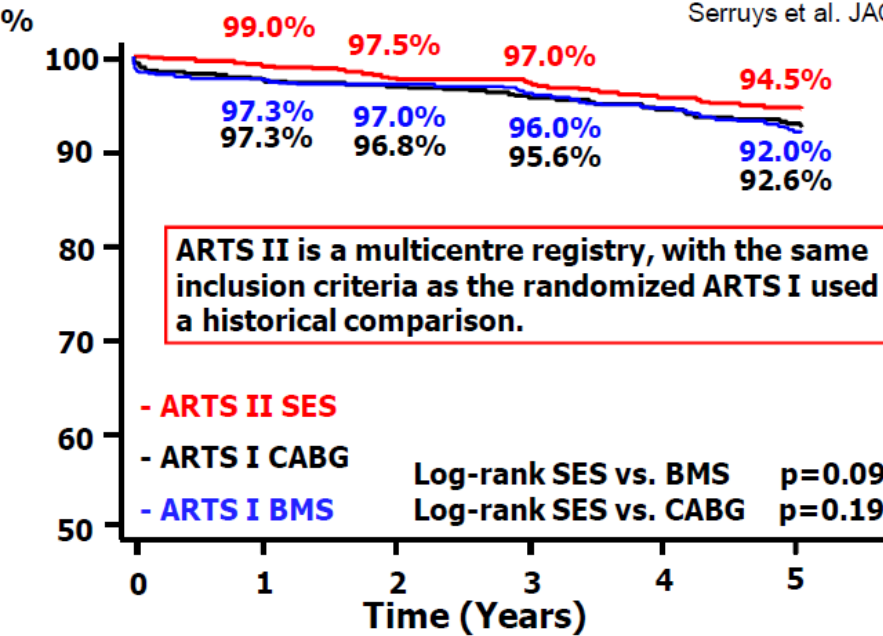 %
Serruys et al. JAC
100
90
80
70
60
50
99.0%
97.5%
97.0%
94.5%
97.3%
97.0%
96.0%
92.0%
97.3%
96.8%
95.6%
92.6%
ARTS II is a multicentre registry, with the same
inclusion criteria as the randomized ARTS I used
a historical comparison.
- ARTS II SES
- ARTS I CABG
- ARTS I BMS
Log-rank SES vs. BMS p=0.09
Log-rank SES vs. CABG p=0.19
0 1 2 3 4 5
Time (Years)